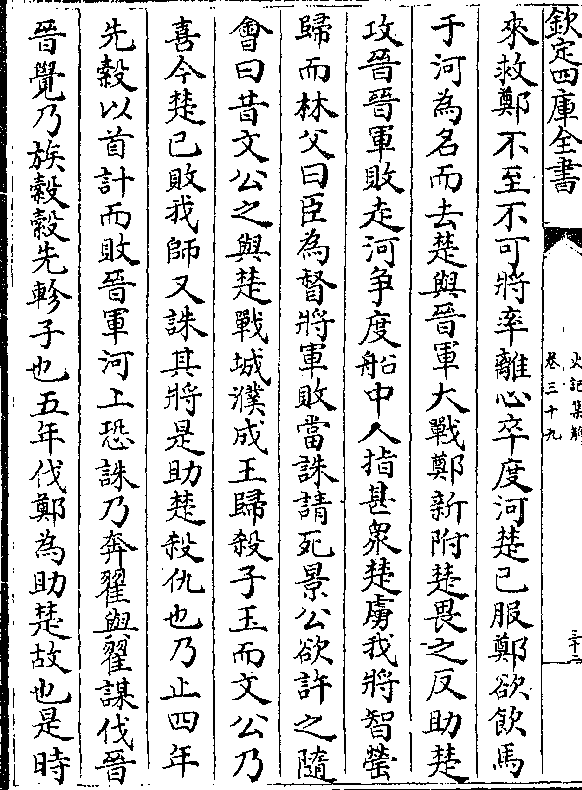 欽定四庫全書
史記集解
卷三十九
三十二
來救鄭不至不可將率離心卒度河楚已服鄭欲飲馬
于河為名而去楚與晉軍大戰鄭新附楚畏之反助楚
攻晉晉軍敗走河爭度船中人指甚衆楚虜我將智罃
歸而林父曰臣為督將軍敗當誅請死景公欲許之隨
會曰昔文公之與楚戰城濮成王歸殺子玉而文公乃
喜今楚已敗我師又誅其將是助楚殺仇也乃止四年
先縠以首計而敗晉軍河上恐誅乃奔翟與翟謀伐晉
晉覺乃族縠縠先軫子也五年伐鄭為助楚故也是時